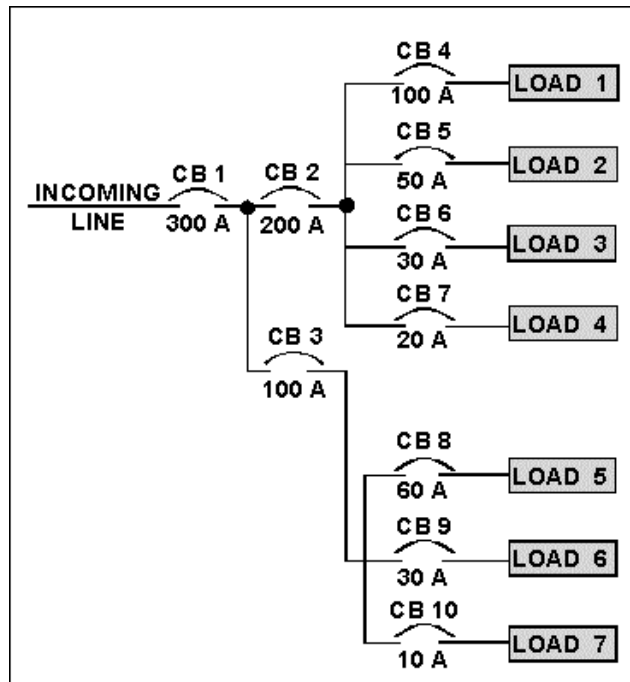 CB 4
100 A
LOAD 1
CB 5
50 A
LOAD 2
CB 1
300 A
CB 2
200 A
INCOMING
LINE
CB 6
30 A
LOAD 3
CB 7
20 A
LOAD 4
CB 3
100 A
CB 8
60 A
LOAD 5
CB 9
30 A
LOAD 6
CB 10
10 A
LOAD 7